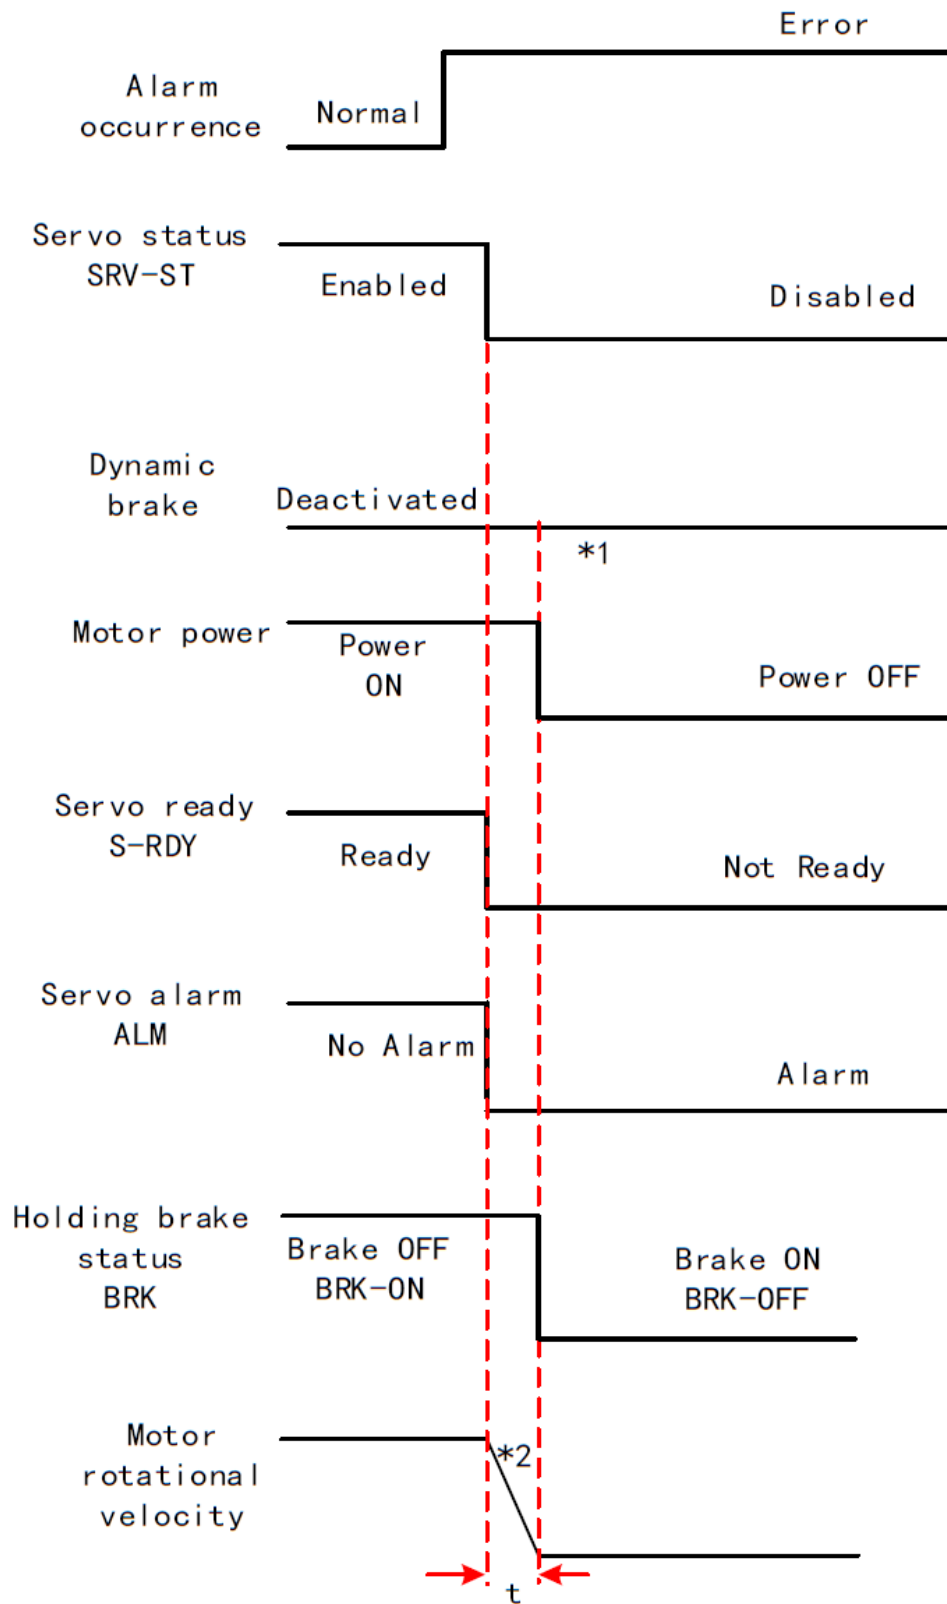 Error
Alarm
occurrence
Normal
Servo status
SRV-ST
Enabled
Disabled
Dynamic
brake
Deactivated
*1
Motor power
Power
ON
Power OFF
Servo ready
S-RDY
Ready
Not Ready
Servo alarm
ALM
No Alarm
Alarm
Holding brake
status
BRK
Brake OFF
BRK-ON
Brake ON
BRK-OFF
Motor
rotational
velocity
*2
t